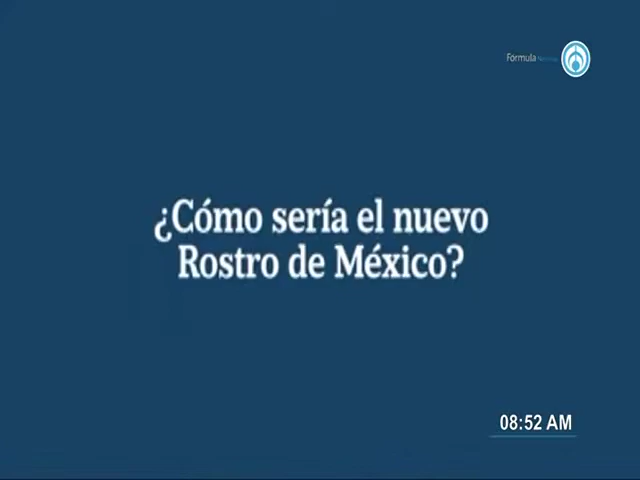 Fórmula
¿Cómo sería el nuevo
Rostro de México?
08:52 AM